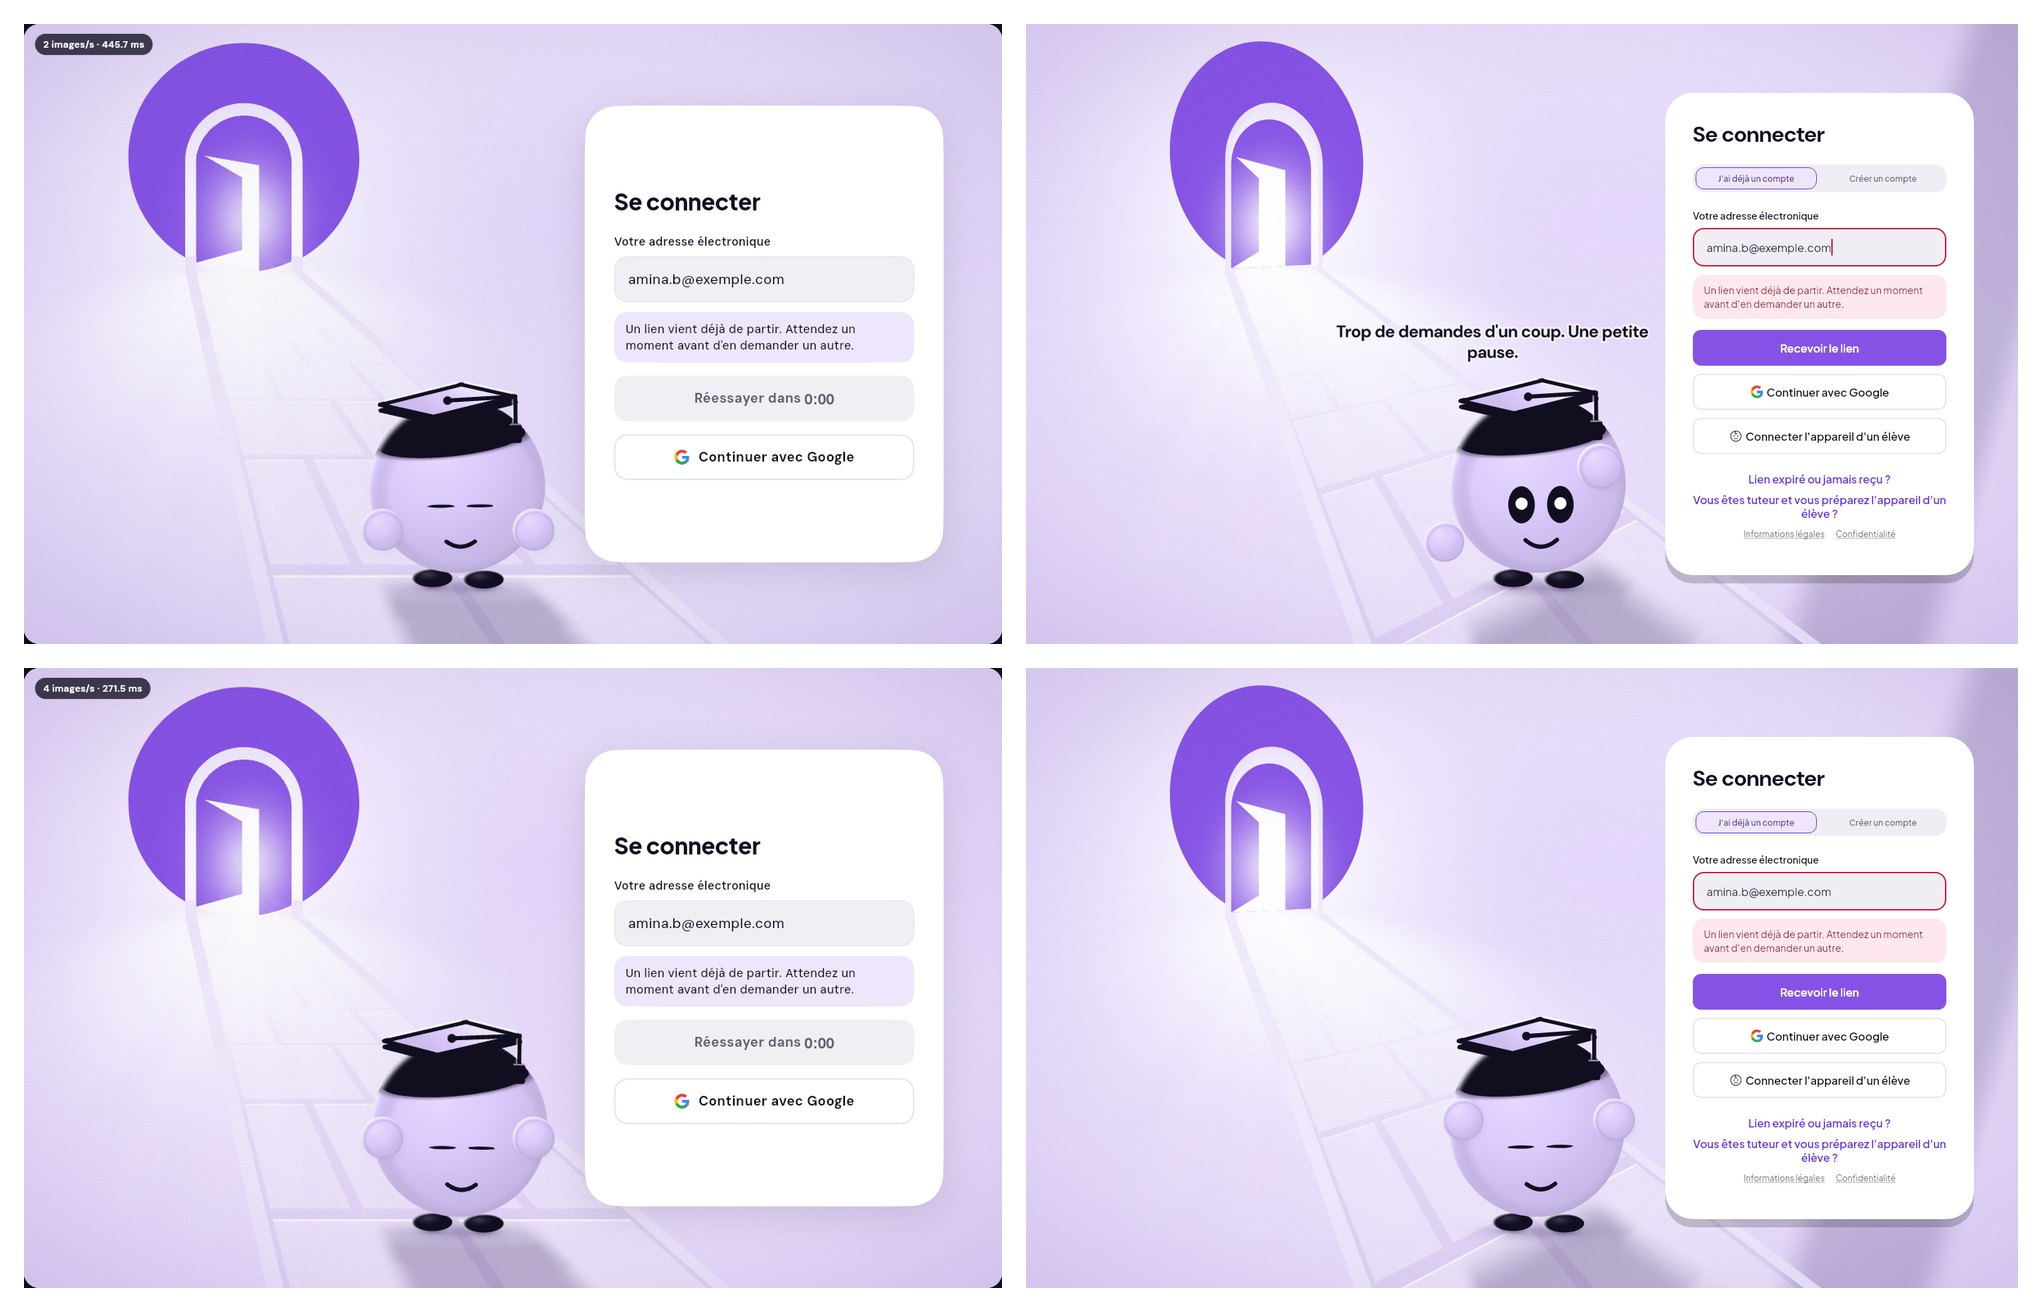 2 images/s · 445.7 ms
Se connecter
Votre adresse électronique
amina.b@exemple.com
Un lien vient déjà de partir. Attendez un
moment avant d'en demander un autre.
Réessayer dans 0:00
Continuer avec Google
Trop de demandes d'un coup. Une petite
pause.
Se connecter
J'ai déjà un compte
Créer un compte
Votre adresse électronique
amina.b@exemple.com
Un lien vient déjà de partir. Attendez un moment
avant d'en demander un autre.
Recevoir le lien
Continuer avec Google
Connecter l'appareil d'un élève
Lien expiré ou jamais reçu ?
Vous êtes tuteur et vous préparez l'appareil d'un
élève ?
Informations légales
Confidentialité
4 images/s · 271.5 ms
Se connecter
Votre adresse électronique
amina.b@exemple.com
Un lien vient déjà de partir. Attendez un
moment avant d'en demander un autre.
Réessayer dans 0:00
Continuer avec Google
Se connecter
J'ai déjà un compte
Créer un compte
Votre adresse électronique
amina.b@exemple.com
Un lien vient déjà de partir. Attendez un moment
avant d'en demander un autre.
Recevoir le lien
Continuer avec Google
Connecter l'appareil d'un élève
Lien expiré ou jamais reçu ?
Vous êtes tuteur et vous préparez l'appareil d'un
élève ?
Informations légales
Confidentialité